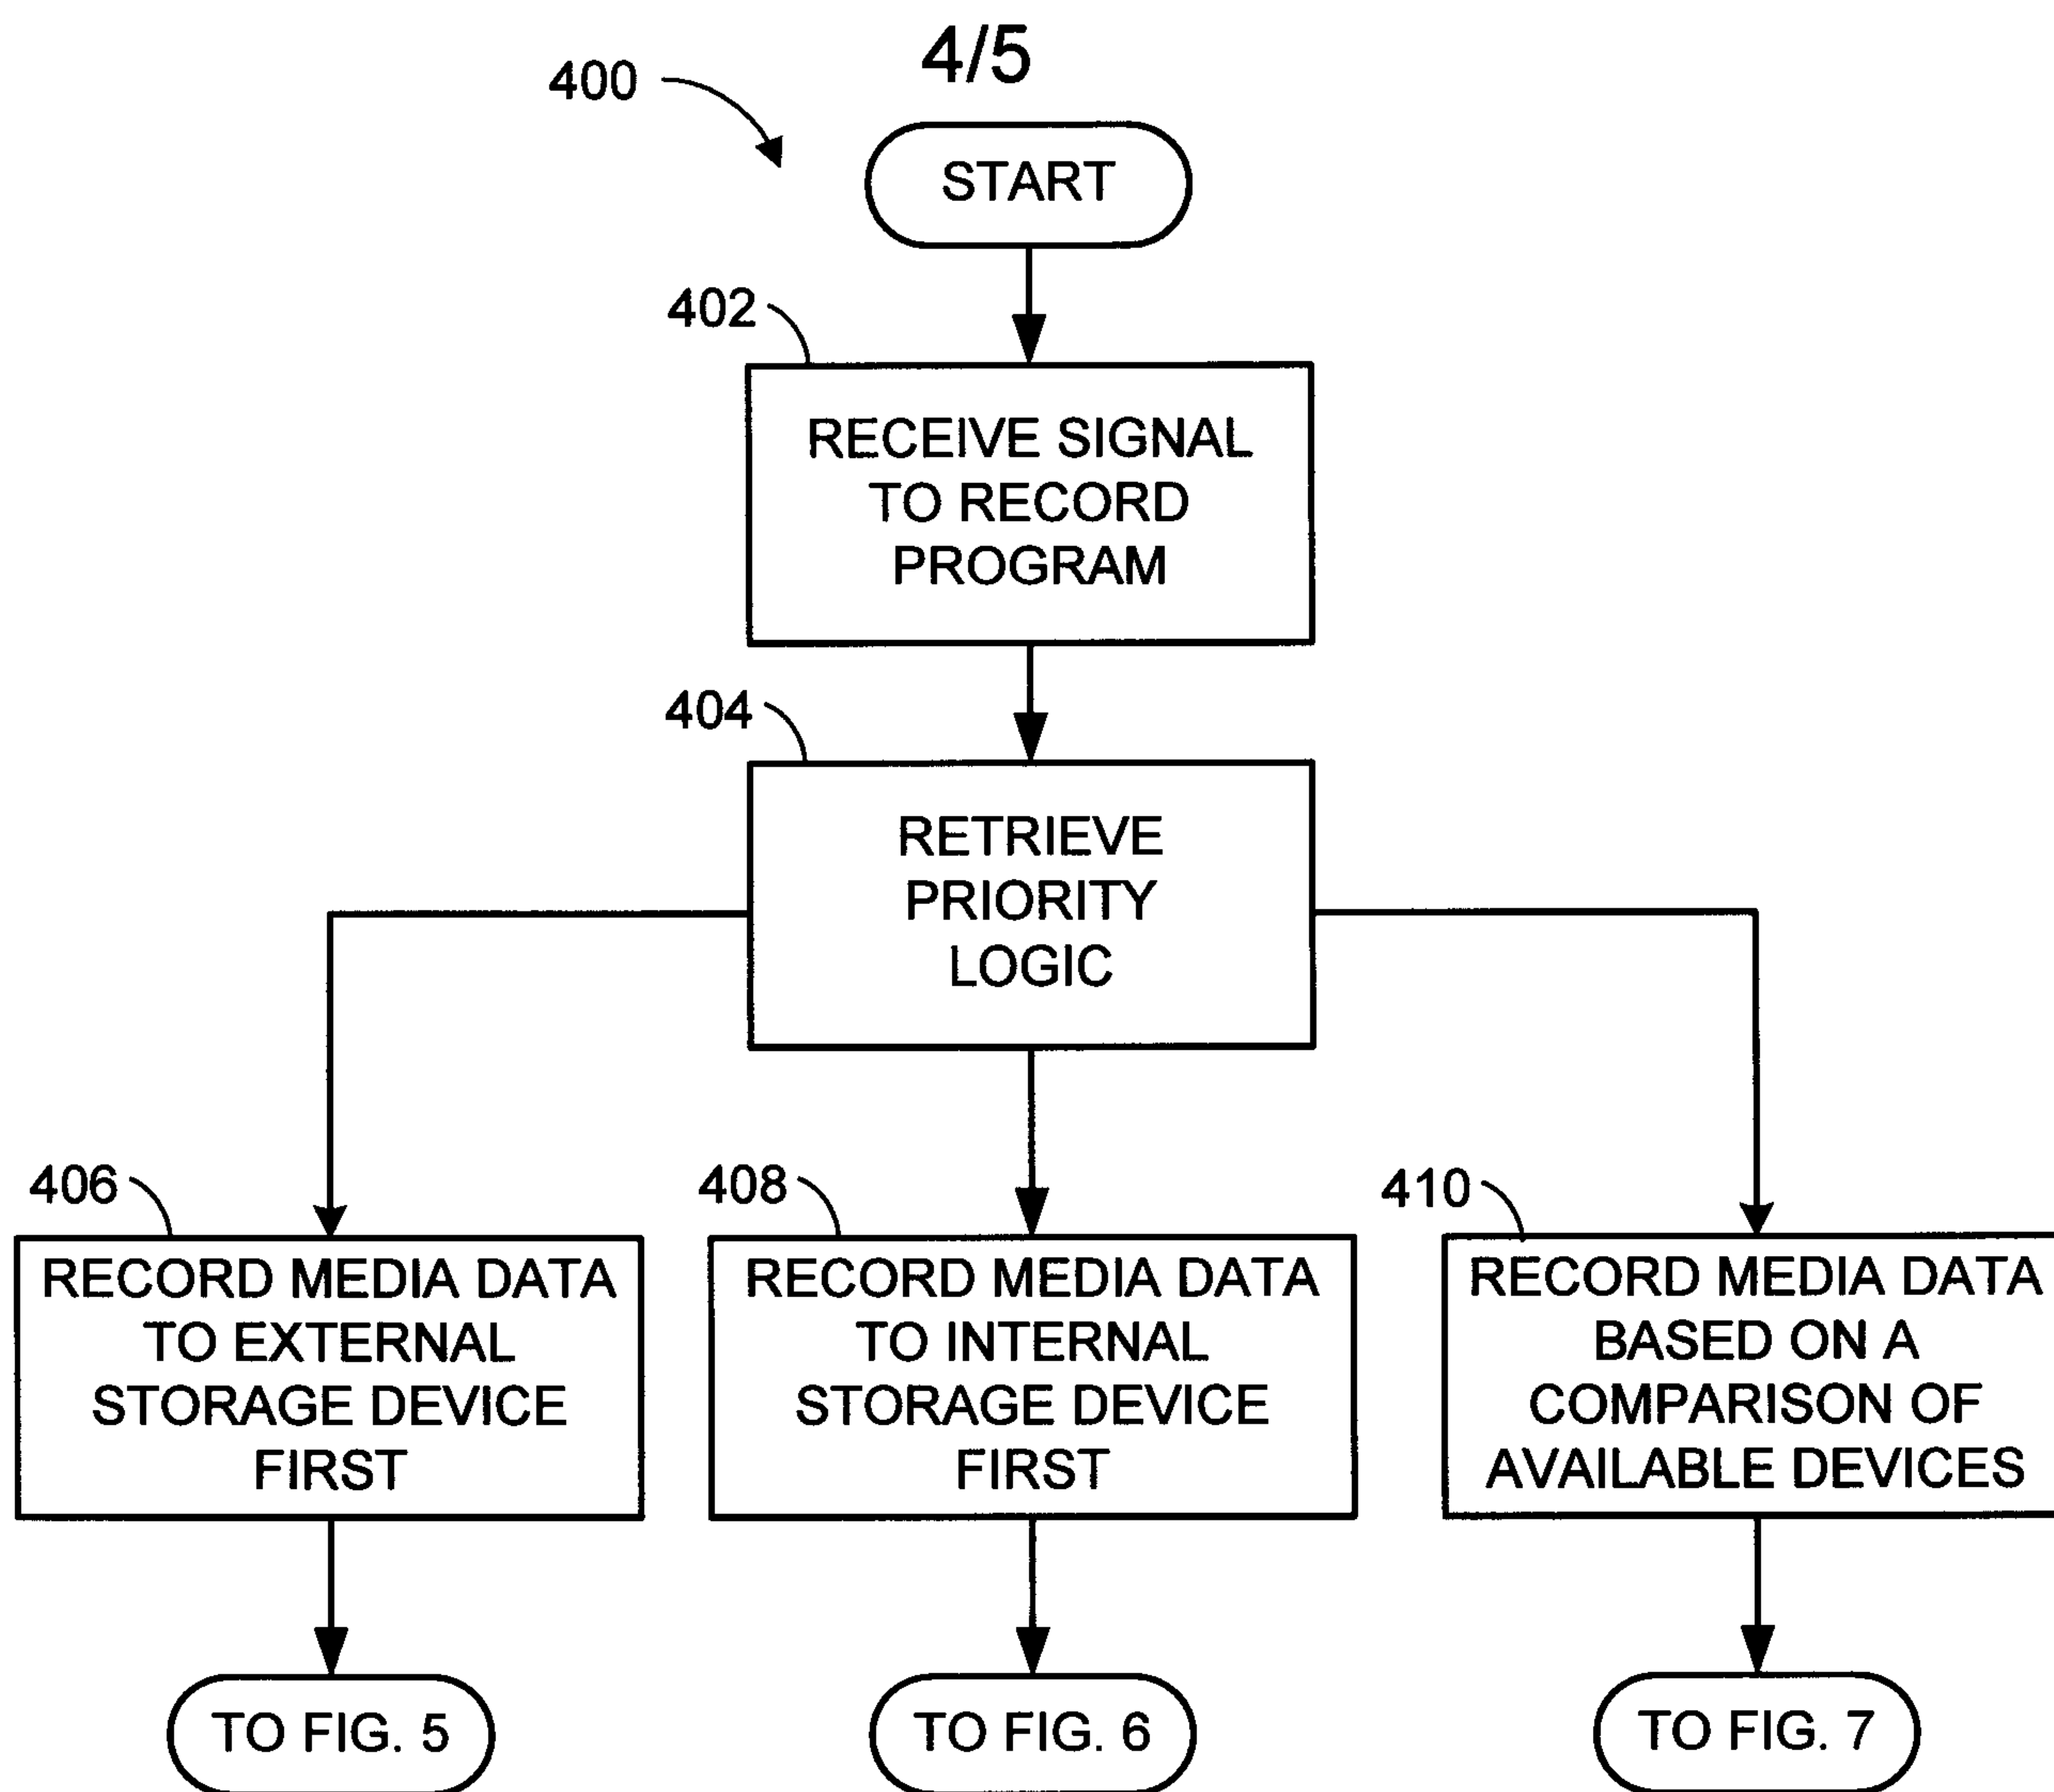 4/5
400
START
402
RECEIVE SIGNAL
TO RECORD
PROGRAM
404
RETRIEVE
PRIORITY
LOGIC
406
RECORD MEDIA DATA
TO EXTERNAL
STORAGE DEVICE
FIRST
408
RECORD MEDIA DATA
TO INTERNAL
STORAGE DEVICE
FIRST
410
RECORD MEDIA DATA
BASED ON A
COMPARISON OF
AVAILABLE DEVICES
TO FIG. 5
TO FIG. 6
TO FIG. 7